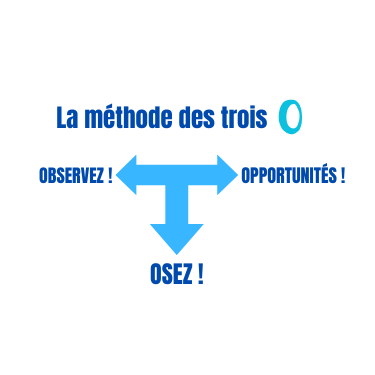 La méthode des trois O
OBSERVEZ !
OPPORTUNITÉS !
OSEZ !